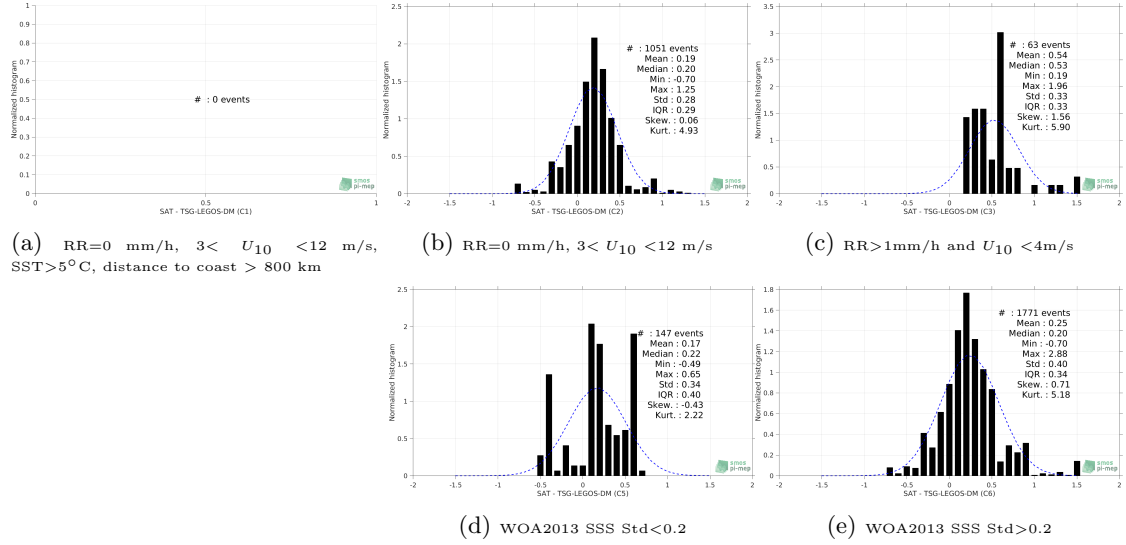 Normalized histogram
1
0.9
0.8
0.7
0.6
0.5
0.4
0.3
0.2
0.1
0
# : 0 events
0 0.5 1
SAT - TSG-LEGOS-DM (C1)
smos
pi-mep
(a) RR=0 mm/h, 3< U10 <12 m/s,
SST>5°C, distance to coast > 800 km
Normalized histogram
2.5
2
1.5
1
0.5
0
# : 1051 events
Mean : 0.19
Median : 0.20
Min : -0.70
Max : 1.25
Std : 0.28
IQR : 0.29
Skew. : 0.06
Kurt. : 4.93
-2 -1.5 -1 -0.5 0 0.5 1 1.5 2
SAT - TSG-LEGOS-DM (C2)
smos
pi-mep
(b) RR=0 mm/h, 3< U10 <12 m/s
Normalized histogram
3.5
3
2.5
2
1.5
1
0.5
0
# : 63 events
Mean : 0.54
Median : 0.53
Min : 0.19
Max : 1.96
Std : 0.33
IQR : 0.33
Skew. : 1.56
Kurt. : 5.90
-2 -1.5 -1 -0.5 0 0.5 1 1.5 2
SAT - TSG-LEGOS-DM (C3)
smos
pi-mep
(c) RR>1mm/h and U10 <4m/s
Normalized histogram
2.5
2
1.5
1
0.5
0
# : 147 events
Mean : 0.17
Median : 0.22
Min : -0.49
Max : 0.65
Std : 0.34
IQR : 0.40
Skew. : -0.43
Kurt. : 2.22
-2 -1.5 -1 -0.5 0 0.5 1 1.5 2
SAT - TSG-LEGOS-DM (C5)
smos
pi-mep
(d) WOA2013 SSS Std<0.2
Normalized histogram
1.8
1.6
1.4
1.2
1
0.8
0.6
0.4
0.2
0
# : 1771 events
Mean : 0.25
Median : 0.20
Min : -0.70
Max : 2.88
Std : 0.40
IQR : 0.34
Skew. : 0.71
Kurt. : 5.18
-2 -1.5 -1 -0.5 0 0.5 1 1.5 2
SAT - TSG-LEGOS-DM (C6)
smos
pi-mep
(e) WOA2013 SSS Std>0.2